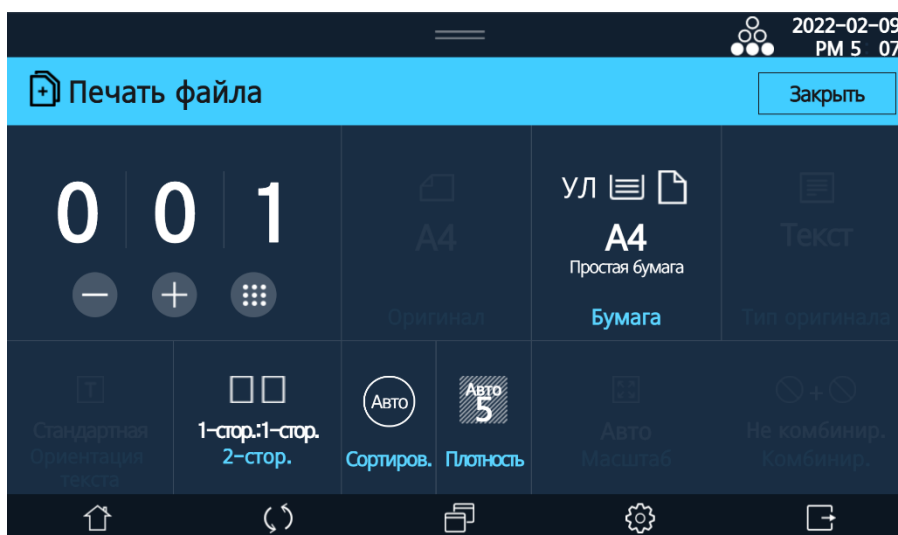 2022-02-09
PM 5 07
Печать файла
Закрыть
0 0 1
A4
Оригинал
УЛ
A4
Простая бумага
Бумага
Текст
Тип оригинала
T
Стандартная
Ориентация
текста
1-стор.:1-стор.
2-стор.
Авто
Сортиров.
Авто
5
Плотность
Авто
Масштаб
Не комбинир.
Комбинир.